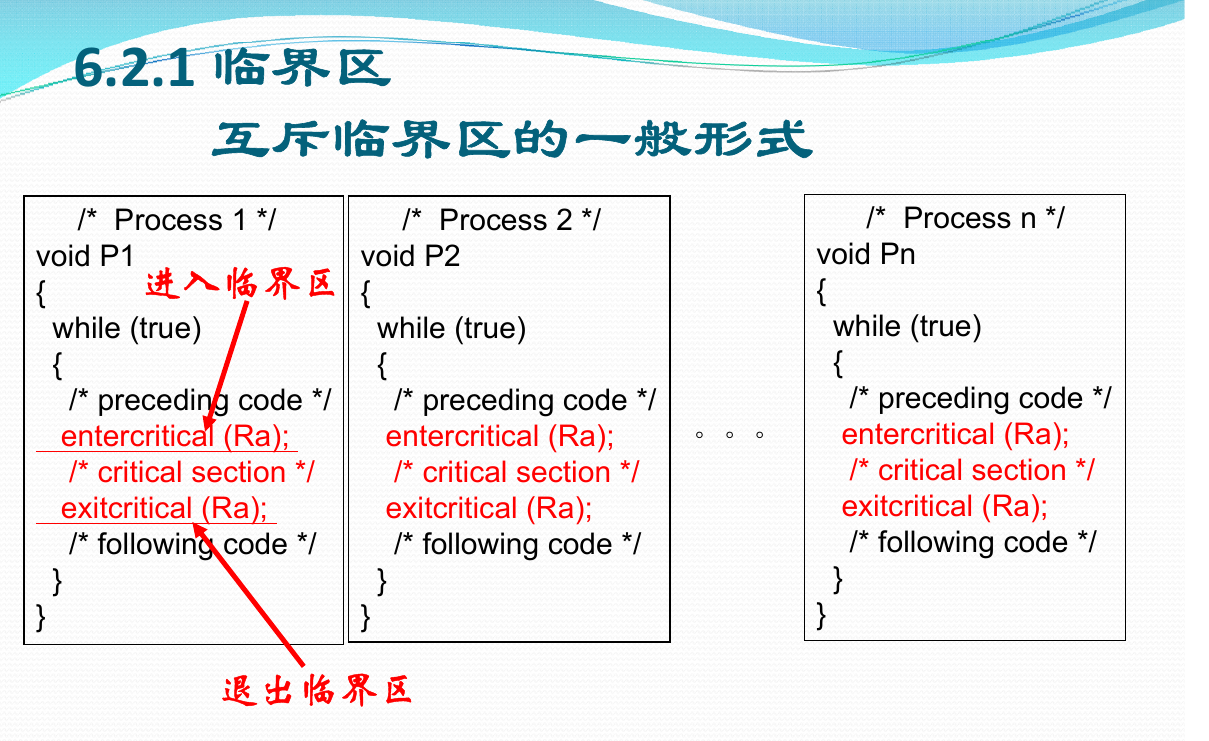 6.2.1 临界区
互斥临界区的一般形式
/*  Process 1 */
void P1
进入临界区
{
while (true)
{
/* preceding code */
entercritical (Ra);
/* critical section */
exitcritical (Ra);
/* following code */
}
}
退出临界区
/*  Process 2 */
void P2
{
while (true)
{
/* preceding code */
entercritical (Ra);
/* critical section */
exitcritical (Ra);
/* following code */
}
}
。。。
/*  Process n */
void Pn
{
while (true)
{
/* preceding code */
entercritical (Ra);
/* critical section */
exitcritical (Ra);
/* following code */
}
}